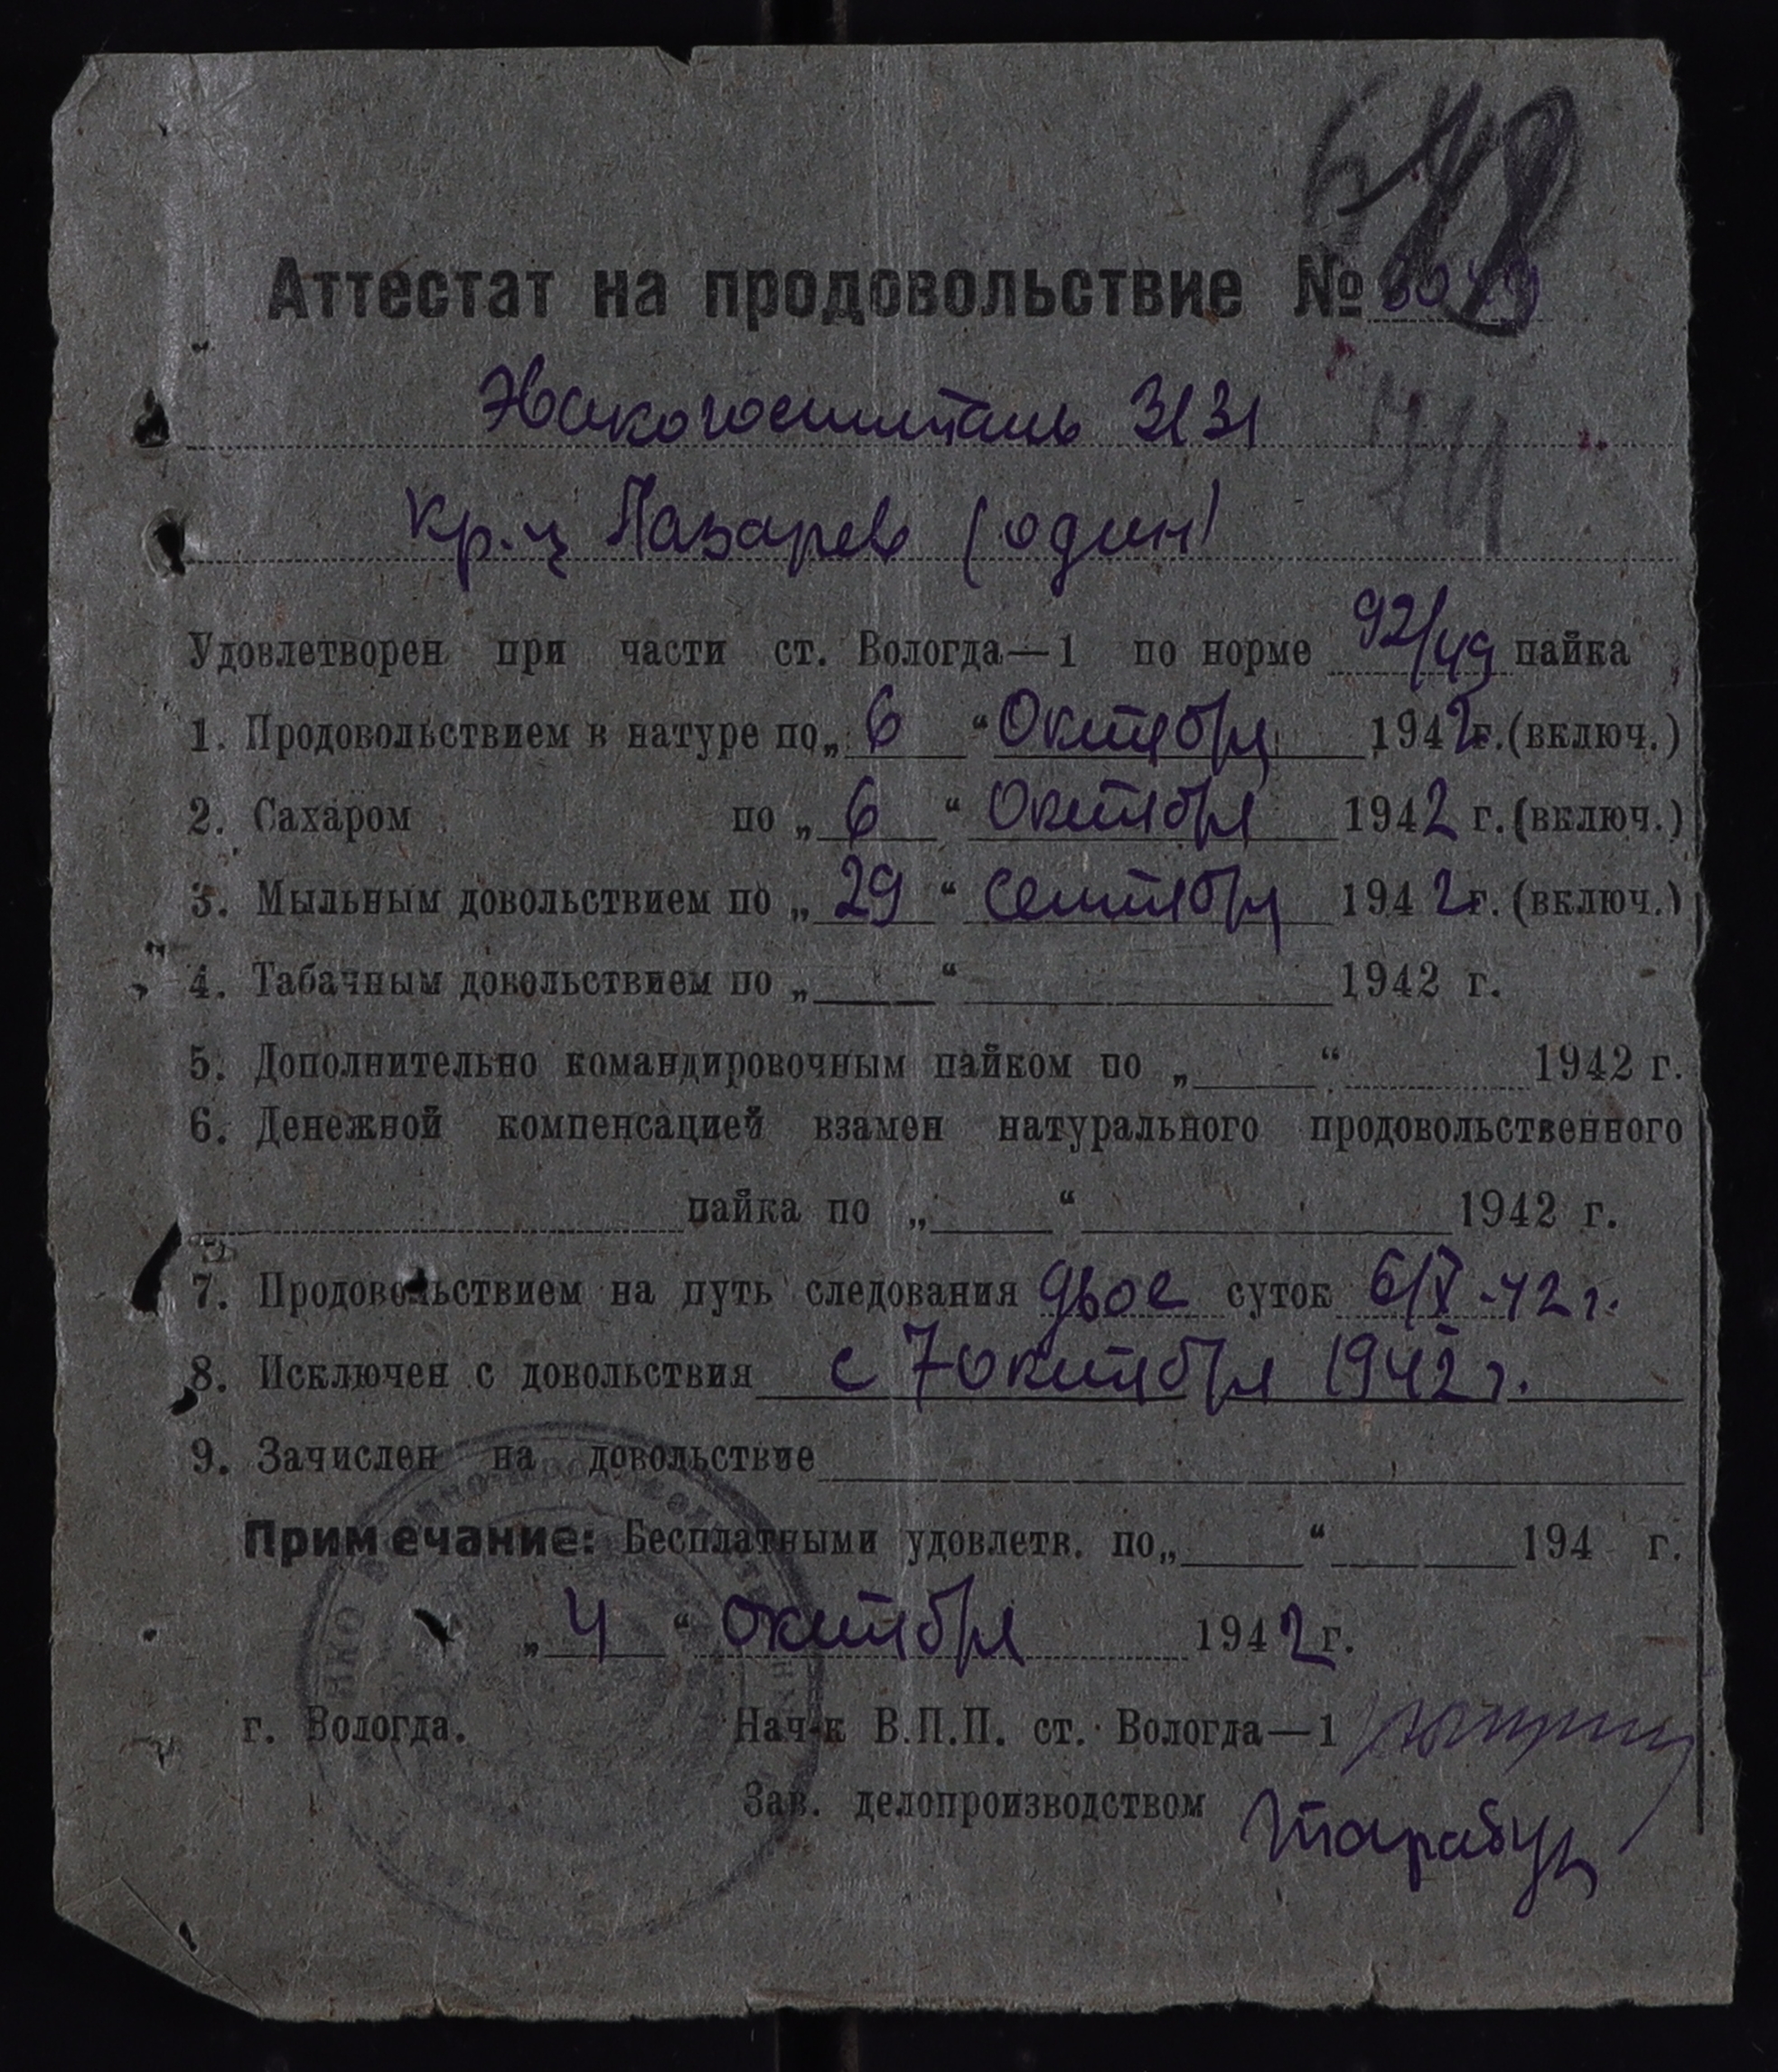 Аттестат на продовольствие №
Эвакогоспиталь 3131
кр-ц Лазарев (один)
Удовлетворен при части ст. Вологда—1 по норме 92/49 пайка
1. Продовольствием в натуре по „6“ Октября 1942г. (включ.)
2. Сахаром по „6“ Октября 1942 г. (включ.)
3. Мыльным довольствием по „29“ сентября 1942г. (включ.)
4. Табачным довольствием по „ “ 1942 г.
5. Дополнительно командировочным пайком по „ “ 1942 г.
6. Денежной компенсацией взамен натурального продовольственного
пайка по „ “ 1942 г.
7. Продовольствием на путь следования двое суток 6/X-42г.
8. Исключен с довольствия с 7 октября 1942 г.
9. Зачислен на довольствие
Примечание: Бесплатными удовлетв. по „ “ 194 г.
„4“ октября 1942г.
г. Вологда. Нач-к В.П.П. ст. Вологда—1
Зав. делопроизводством
НКО